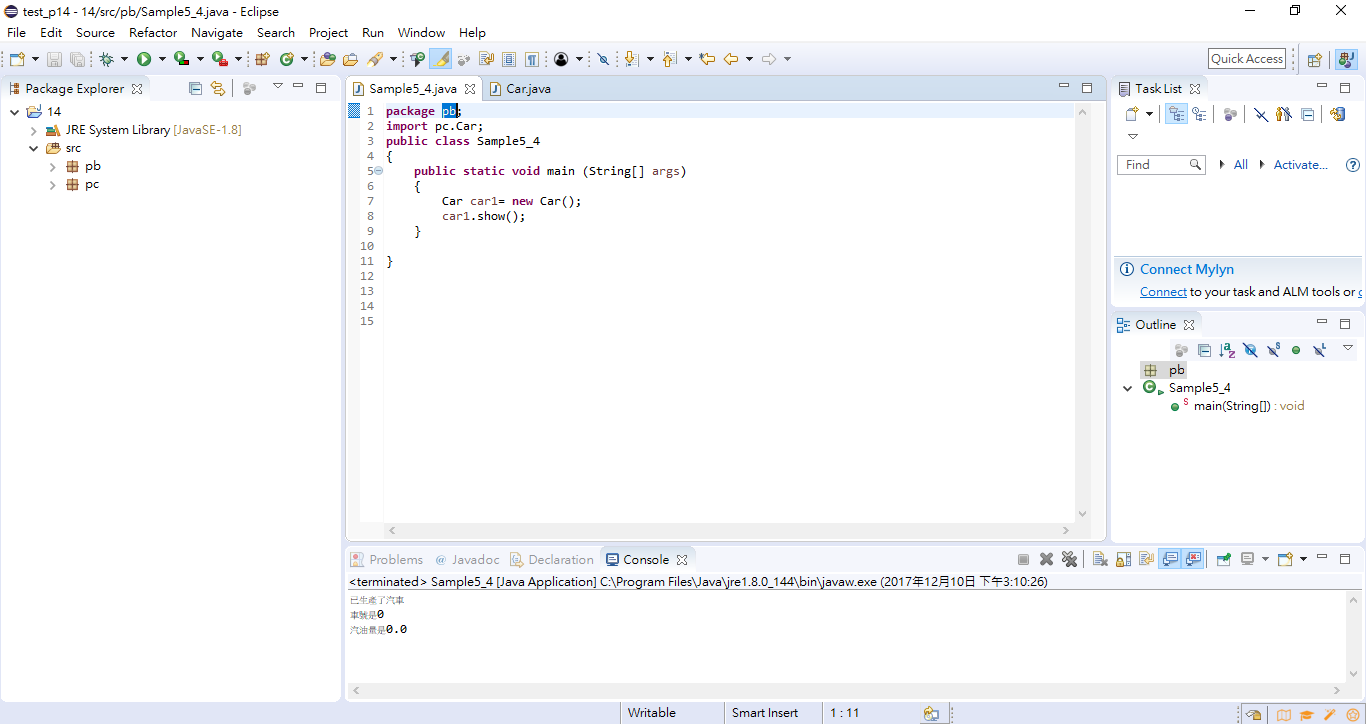 test_p14 - 14/src/pb/Sample5_4.java - Eclipse
File Edit Source Refactor Navigate Search Project Run Window Help
Quick Access
Package Explorer
14
JRE System Library [JavaSE-1.8]
src
pb
pc
Sample5_4.java Car.java
1 package pb;
2 import pc.Car;
3 public class Sample5_4
4 {
5 public static void main (String[] args)
6 {
7 Car car1= new Car();
8 car1.show();
9 }
10
11 }
12
13
14
15
Task List
Find All Activate...
Connect Mylyn
Connect to your task and ALM tools or
Outline
pb
Sample5_4
main(String[]) : void
Problems @ Javadoc Declaration Console
<terminated> Sample5_4 [Java Application] C:\Program Files\Java\jre1.8.0_144\bin\javaw.exe (2017年12月10日 下午3:10:26)
已生產了汽車
車號是0
汽油量是0.0
Writable Smart Insert 1 : 11